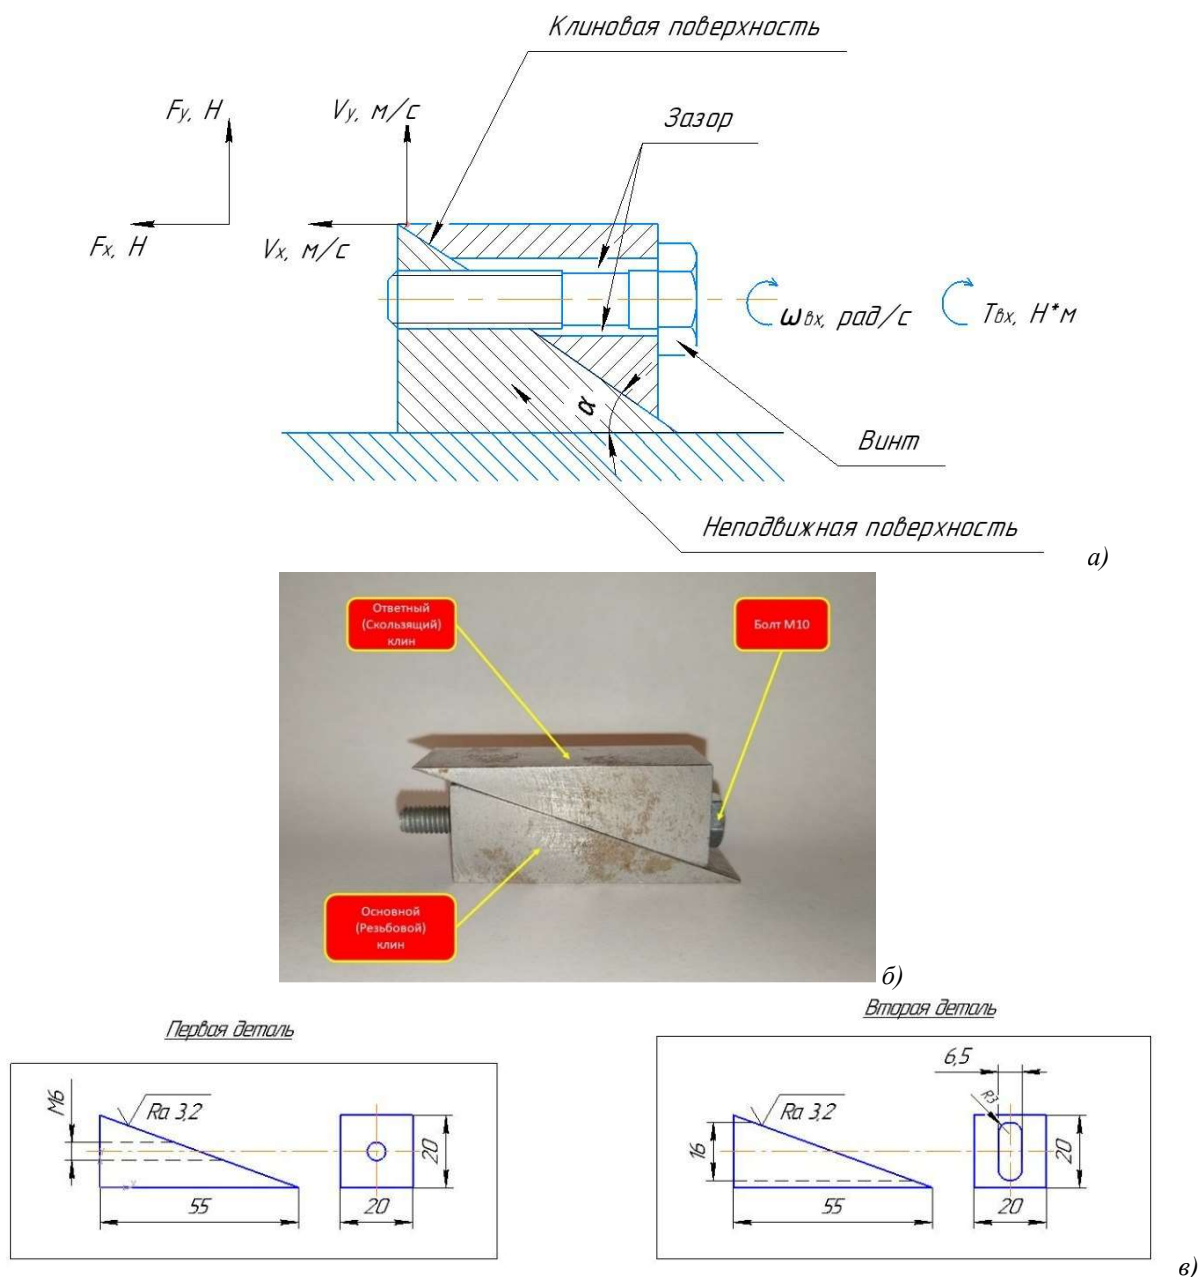 Клиновая поверхность
Fy, Н
Vy, м/с
Зазор
Fx, Н
Vx, м/с
ωвх, рад/с
Tвх, Н*м
α
Винт
Неподвижная поверхность
а)
Ответный
(Скользящий)
клин
Болт М10
Основной
(Резьбовой)
клин
б)
Первая деталь
М6
Ra 3,2
20
55
20
Вторая деталь
6,5
R3
Ra 3,2
16
20
55
20
в)